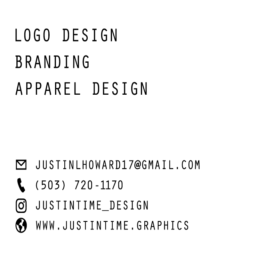 LOGO DESIGN
BRANDING
APPAREL DESIGN
JUSTINLHOWARD17@GMAIL.COM
(503) 720-1170
JUSTINTIME_DESIGN
WWW.JUSTINTIME.GRAPHICS